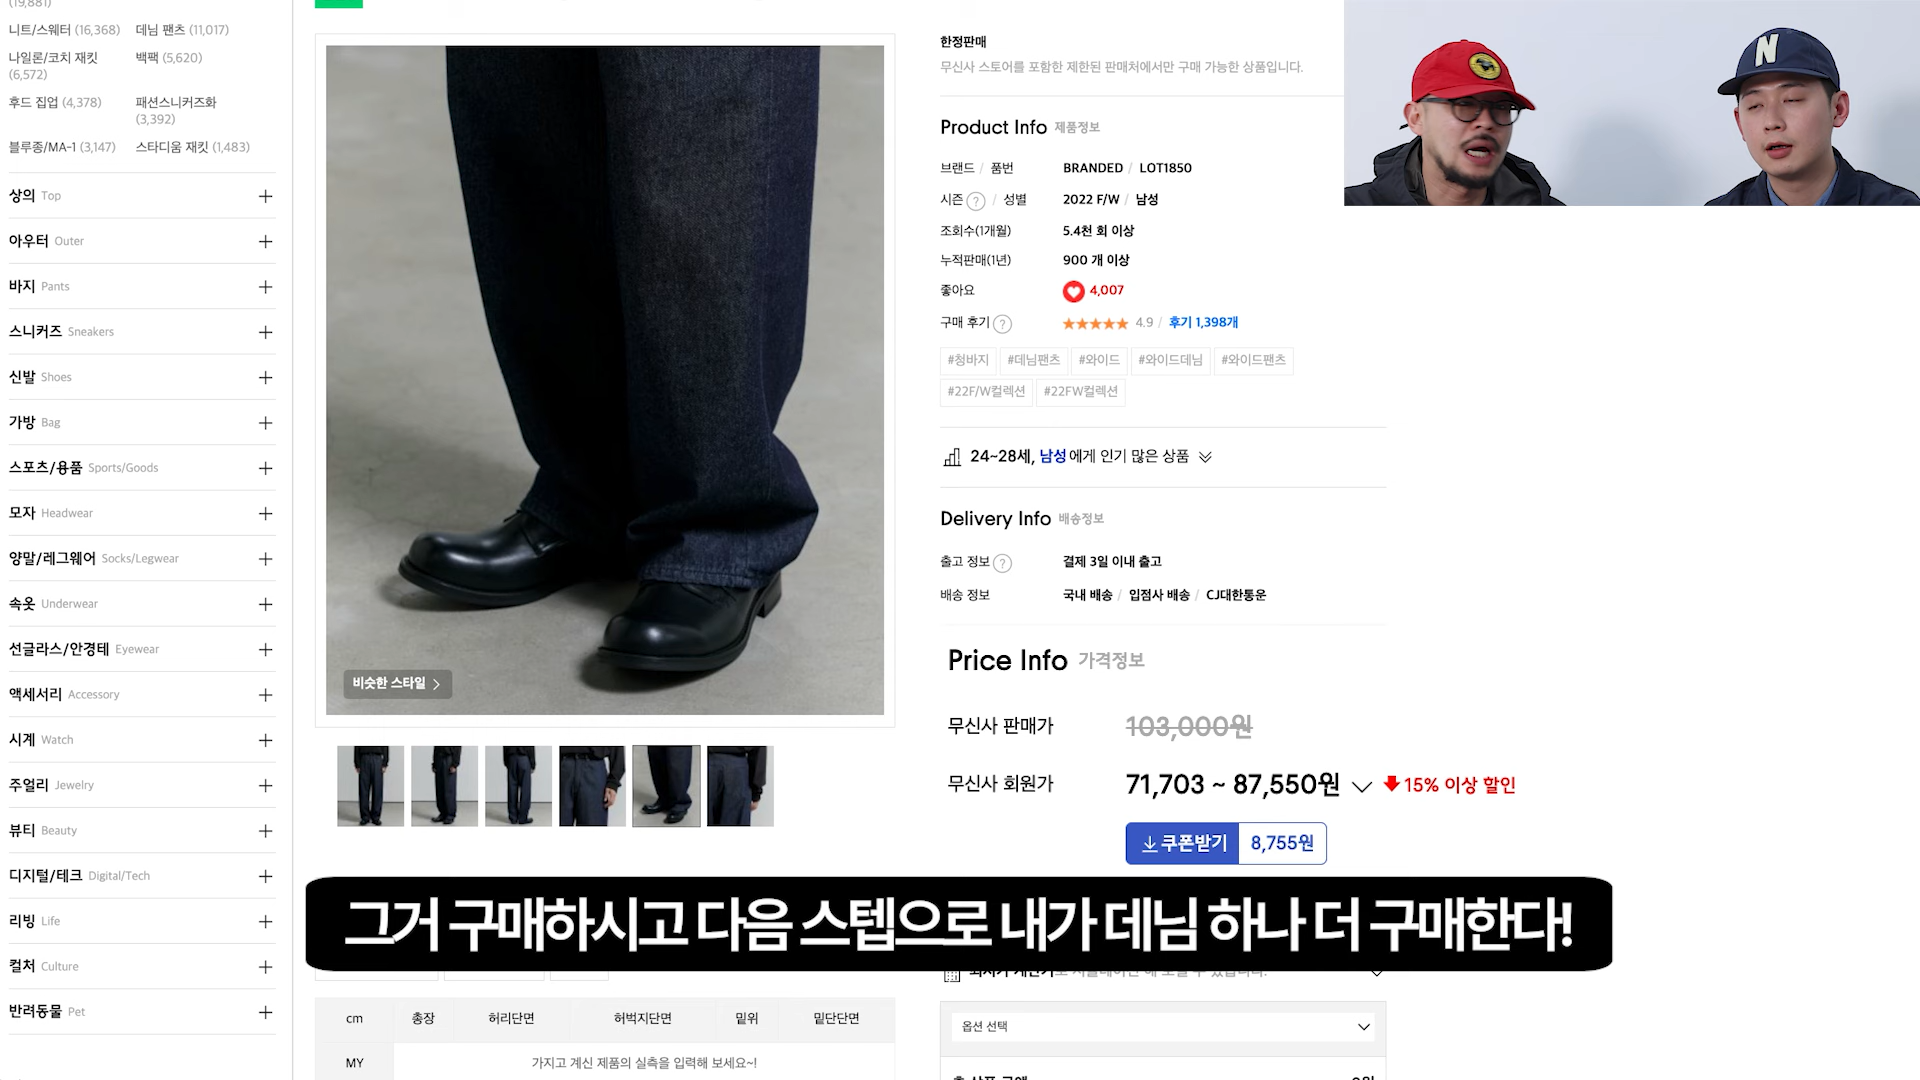 (19,881)
니트/스웨터 (16,368) 데님 팬츠 (11,017)
나일론/코치 재킷 백팩 (5,620)
(6,572)
후드 집업 (4,378) 패션스니커즈화
(3,392)
블루종/MA-1 (3,147) 스타디움 재킷 (1,483)
상의 Top
아우터 Outer
바지 Pants
스니커즈 Sneakers
신발 Shoes
가방 Bag
스포츠/용품 Sports/Goods
모자 Headwear
양말/레그웨어 Socks/Legwear
속옷 Underwear
선글라스/안경테 Eyewear
액세서리 Accessory
시계 Watch
주얼리 Jewelry
뷰티 Beauty
디지털/테크 Digital/Tech
리빙 Life
컬처 Culture
반려동물 Pet
비슷한 스타일 >
한정판매
무신사 스토어를 포함한 제한된 판매처에서만 구매 가능한 상품입니다.
Product Info 제품정보
브랜드 / 품번 BRANDED / LOT1850
시즌 ? / 성별 2022 F/W / 남성
조회수(1개월) 5.4천 회 이상
누적판매(1년) 900 개 이상
좋아요 4,007
구매 후기 ? ★★★★★ 4.9 / 후기 1,398개
#청바지 #데님팬츠 #와이드 #와이드데님 #와이드팬츠
#22F/W컬렉션 #22FW컬렉션
24~28세, 남성에게 인기 많은 상품
Delivery Info 배송정보
출고 정보 ? 결제 3일 이내 출고
배송 정보 국내 배송 / 입점사 배송 / CJ대한통운
Price Info 가격정보
무신사 판매가 103,000원
무신사 회원가 71,703 ~ 87,550원 15% 이상 할인
쿠폰받기 8,755원
N
그거 구매하시고 다음 스텝으로 내가 데님 하나 더 구매한다!
cm 총장 허리단면 허벅지단면 밑위 밑단단면
MY 가지고 계신 제품의 실측을 입력해 보세요~!
옵션 선택